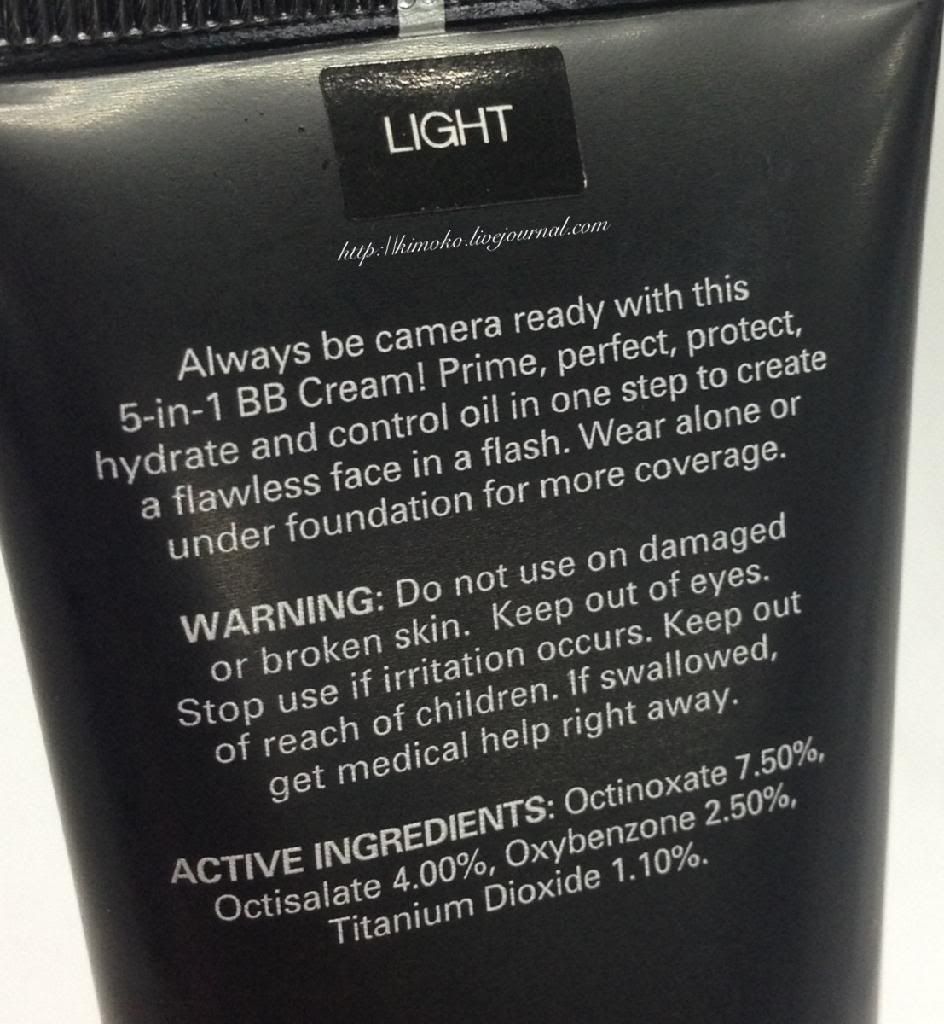 LIGHT
http://kimoko.livejournal.com
Always be camera ready with this
5-in-1 BB Cream! Prime, perfect, protect,
hydrate and control oil in one step to create
a flawless face in a flash. Wear alone or
under foundation for more coverage.
WARNING: Do not use on damaged
or broken skin. Keep out of eyes.
Stop use if irritation occurs. Keep out
of reach of children. If swallowed,
get medical help right away.
ACTIVE INGREDIENTS: Octinoxate 7.50%,
Octisalate 4.00%, Oxybenzone 2.50%,
Titanium Dioxide 1.10%.